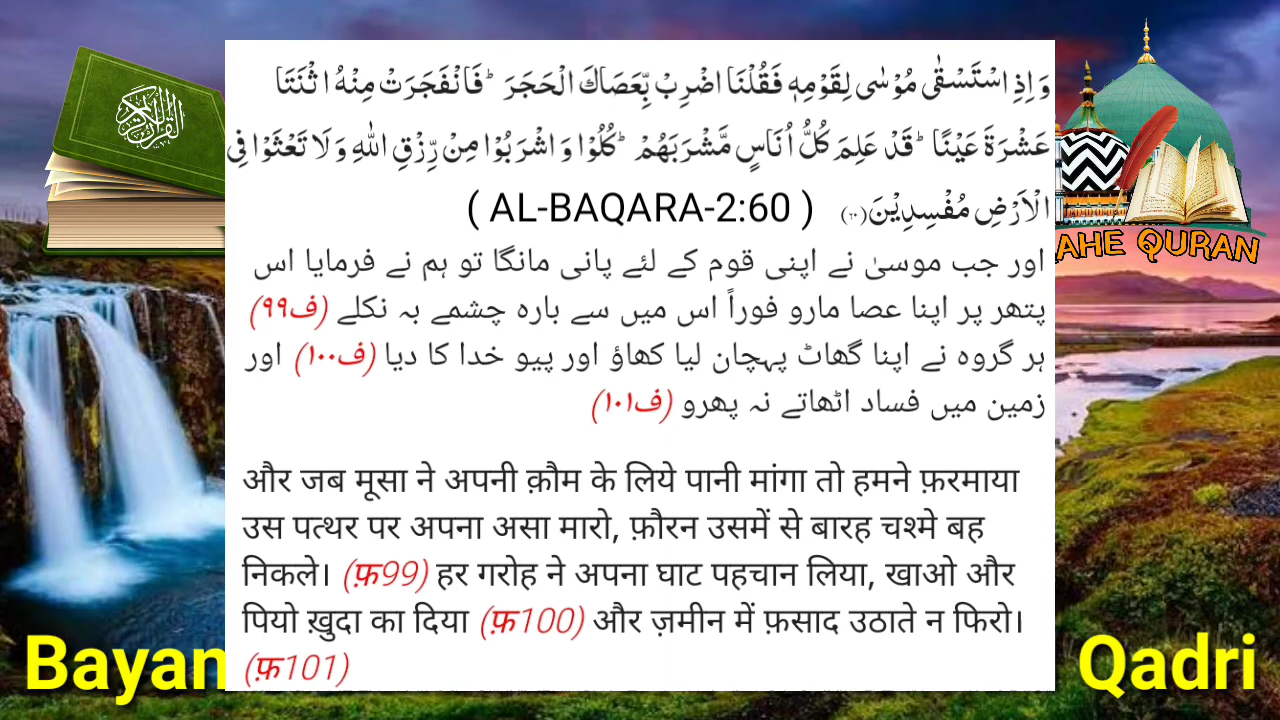 وَ اِذِ اسْتَسْقٰى مُوْسٰى لِقَوْمِهٖ فَقُلْنَا اضْرِبْ بِّعَصَاكَ الْحَجَرَ ؕ فَانْفَجَرَتْ مِنْهُ اثْنَتَا
عَشْرَةَ عَیْنًا ؕ قَدْ عَلِمَ كُلُّ اُنَاسٍ مَّشْرَبَهُمْ ؕ كُلُوْا وَ اشْرَبُوْا مِنْ رِّزْقِ اللّٰهِ وَ لَا تَعْثَوْا فِی
الْاَرْضِ مُفْسِدِیْنَ(۶۰) ( AL-BAQARA-2:60 )
اور جب موسیٰ نے اپنی قوم کے لئے پانی مانگا تو ہم نے فرمایا اس
پتھر پر اپنا عصا مارو فوراً اس میں سے بارہ چشمے بہ نکلے (ف۹۹)
ہر گروہ نے اپنا گھاٹ پہچان لیا کھاؤ اور پیو خدا کا دیا (ف۱۰۰) اور
زمین میں فساد اٹھاتے نہ پھرو (ف۱۰۱)
और जब मूसा ने अपनी क़ौम के लिये पानी मांगा तो हमने फ़रमाया
उस पत्थर पर अपना असा मारो, फ़ौरन उसमें से बारह चश्मे बह
निकले। (फ़99) हर गरोह ने अपना घाट पहचान लिया, खाओ और
पियो ख़ुदा का दिया (फ़100) और ज़मीन में फ़साद उठाते न फिरो।
(फ़101)
القرآن الكريم
AHE QURAN
Bayan
Qadri